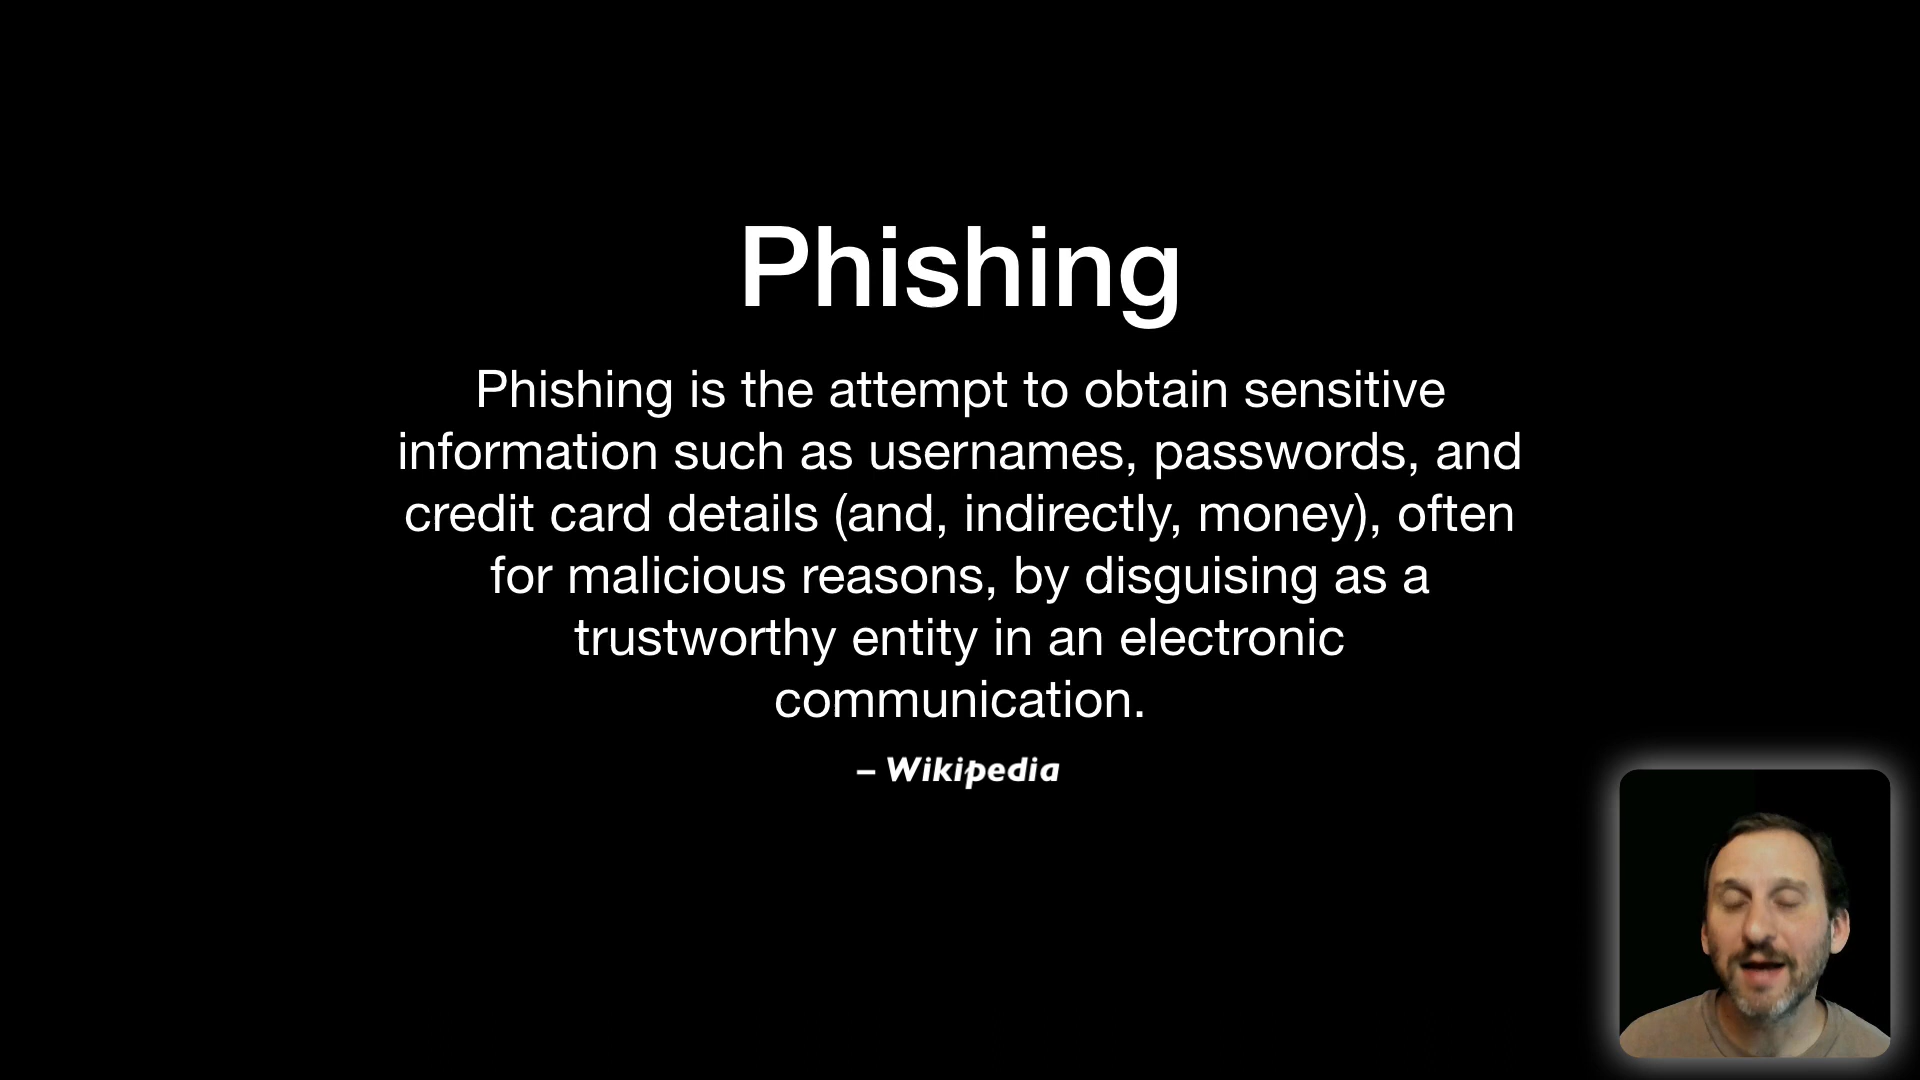 Phishing
Phishing is the attempt to obtain sensitive
information such as usernames, passwords, and
credit card details (and, indirectly, money), often
for malicious reasons, by disguising as a
trustworthy entity in an electronic
communication.
– Wikipedia